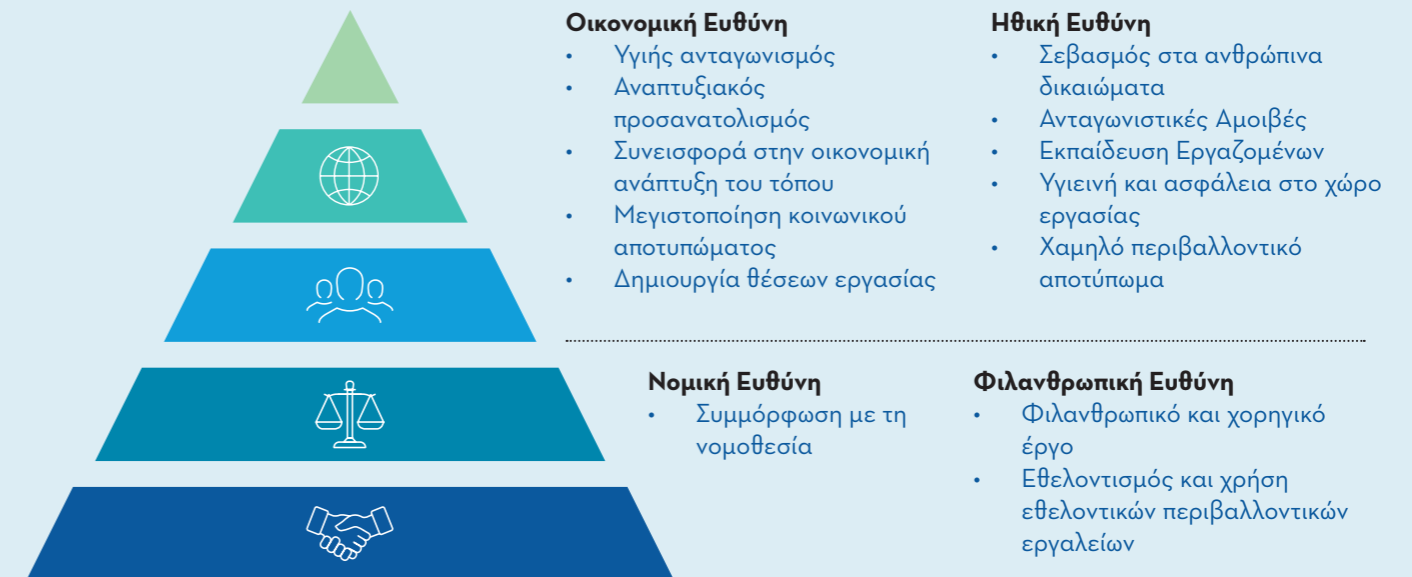 Οικονομική Ευθύνη
• Υγιής ανταγωνισμός
• Αναπτυξιακός
προσανατολισμός
• Συνεισφορά στην οικονομική
ανάπτυξη του τόπου
• Μεγιστοποίηση κοινωνικού
αποτυπώματος
• Δημιουργία θέσεων εργασίας
Ηθική Ευθύνη
• Σεβασμός στα ανθρώπινα
δικαιώματα
• Ανταγωνιστικές Αμοιβές
• Εκπαίδευση Εργαζομένων
• Υγιεινή και ασφάλεια στο χώρο
εργασίας
• Χαμηλό περιβαλλοντικό
αποτύπωμα
Νομική Ευθύνη
• Συμμόρφωση με τη
νομοθεσία
Φιλανθρωπική Ευθύνη
• Φιλανθρωπικό και χορηγικό
έργο
• Εθελοντισμός και χρήση
εθελοντικών περιβαλλοντικών
εργαλείων